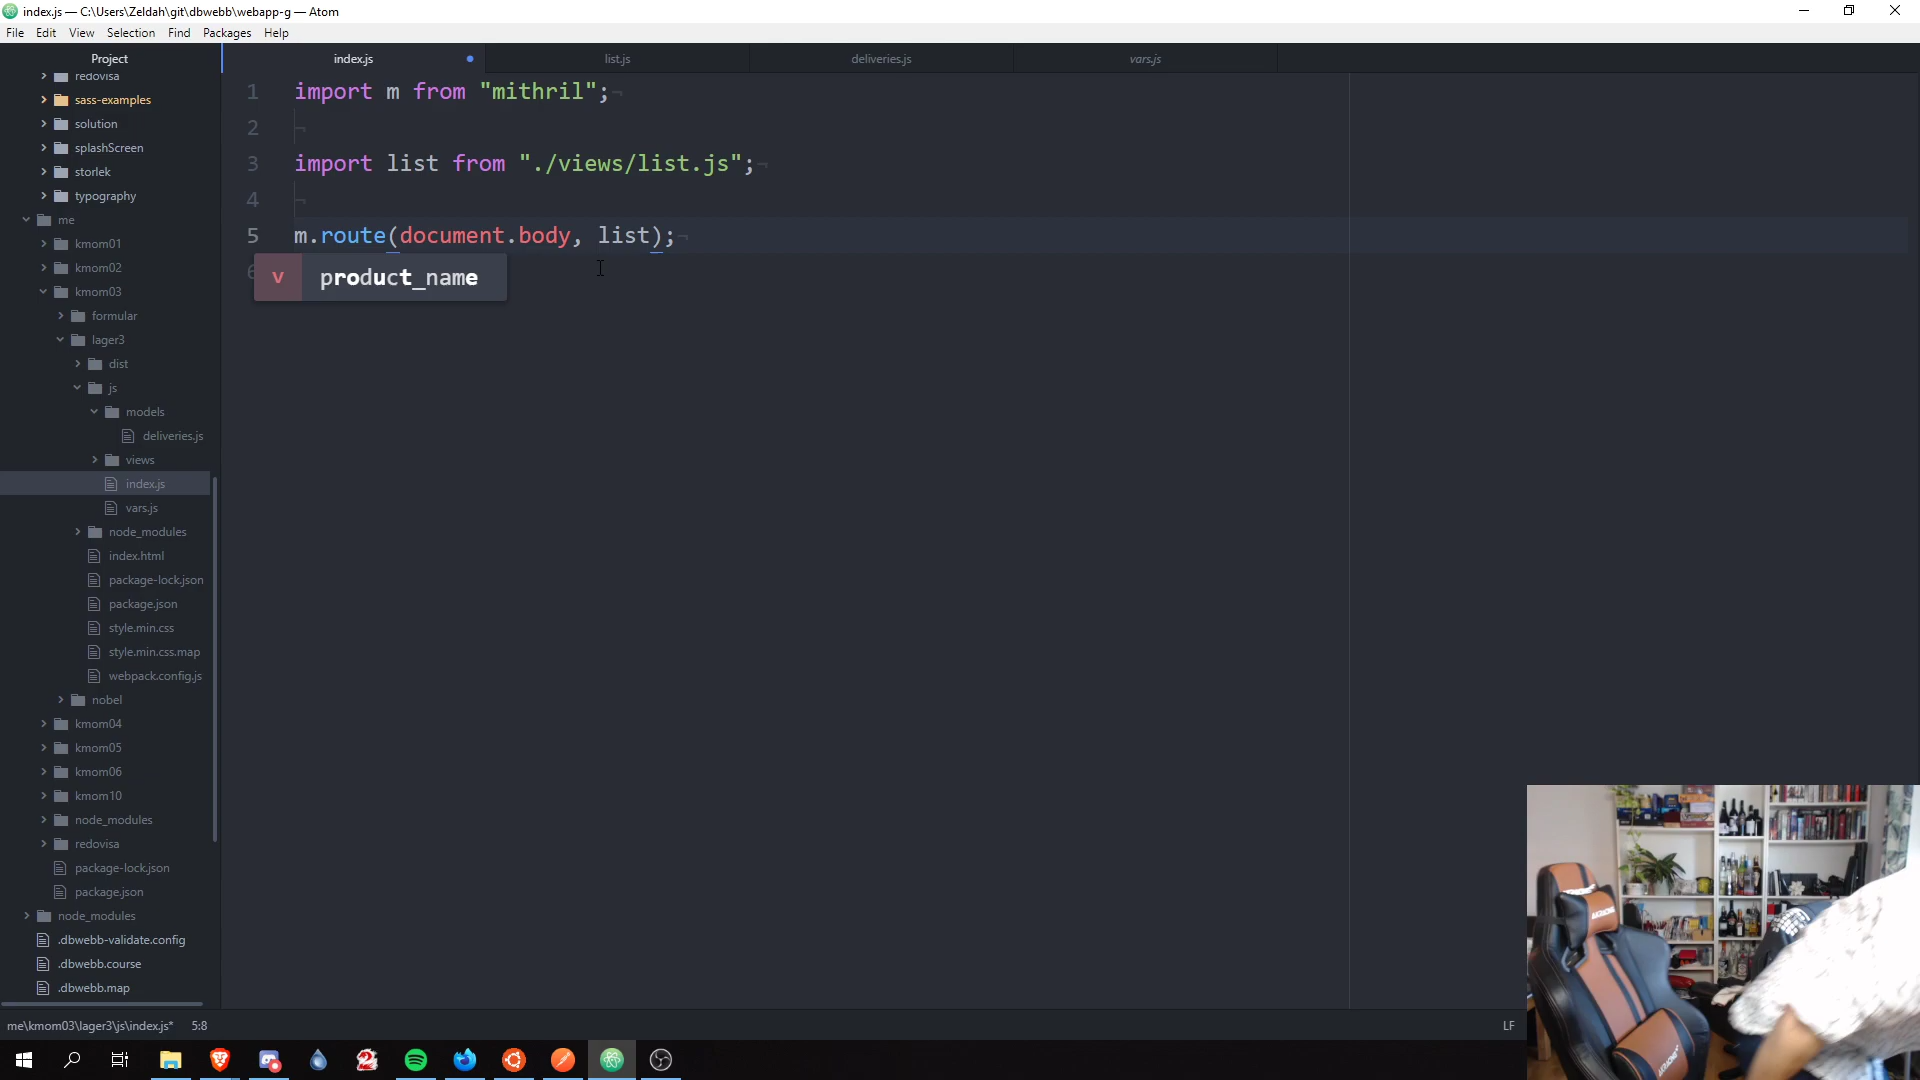 index.js — C:\Users\Zeldah\git\dbwebb\webapp-g — Atom
File Edit View Selection Find Packages Help
Project
redovisa
sass-examples
solution
splashScreen
storlek
typography
me
kmom01
kmom02
kmom03
formular
lager3
dist
js
models
deliveries.js
views
index.js
vars.js
node_modules
index.html
package-lock.json
package.json
style.min.css
style.min.css.map
webpack.config.js
nobel
kmom04
kmom05
kmom06
kmom10
node_modules
redovisa
package-lock.json
package.json
node_modules
.dbwebb-validate.config
.dbwebb.course
.dbwebb.map
index.js list.js deliveries.js vars.js
1 import m from "mithril";¬
2 ¬
3 import list from "./views/list.js";¬
4 ¬
5 m.route(document.body, list);¬
v product_name
me\kmom03\lager3\js\index.js* 5:8
LF